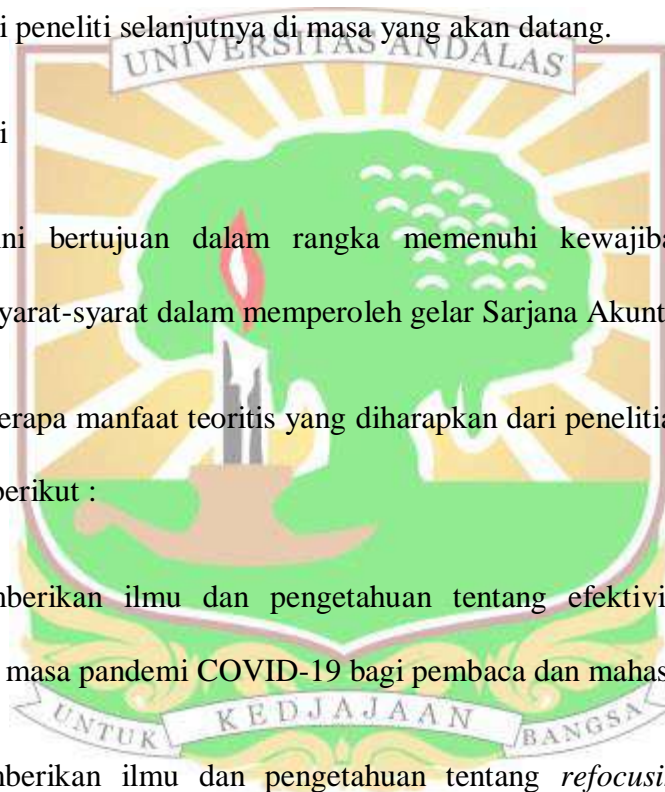 i peneliti selanjutnya di masa yang akan datang.
UNIVERSITAS ANDALAS
i
ini bertujuan dalam rangka memenuhi kewajiba
yarat-syarat dalam memperoleh gelar Sarjana Akunt
erapa manfaat teoritis yang diharapkan dari penelitia
berikut :
nberikan ilmu dan pengetahuan tentang efektivi
masa pandemi COVID-19 bagi pembaca dan mahas
UNTUK KEDJAJAAN BANGSA
nberikan ilmu dan pengetahuan tentang refocusi